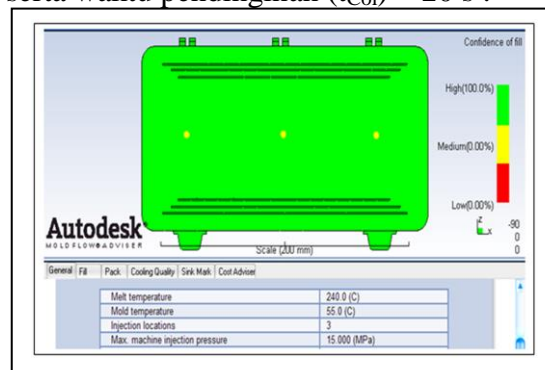 serta waktu pendinginan (tCol) = 20 s .
Confidence of fill
High(100.0%)
Medium(0.00%)
Low(0.00%)
z
x
-90
0
0
Autodesk
MOLDFLOW ADVISER
Scale (200 mm)
General Fill Pack Cooling Quality Sink Mark Cost Adviser
Melt temperature 240.0 (C)
Mold temperature 55.0 (C)
Injection locations 3
Max. machine injection pressure 15.000 (MPa)